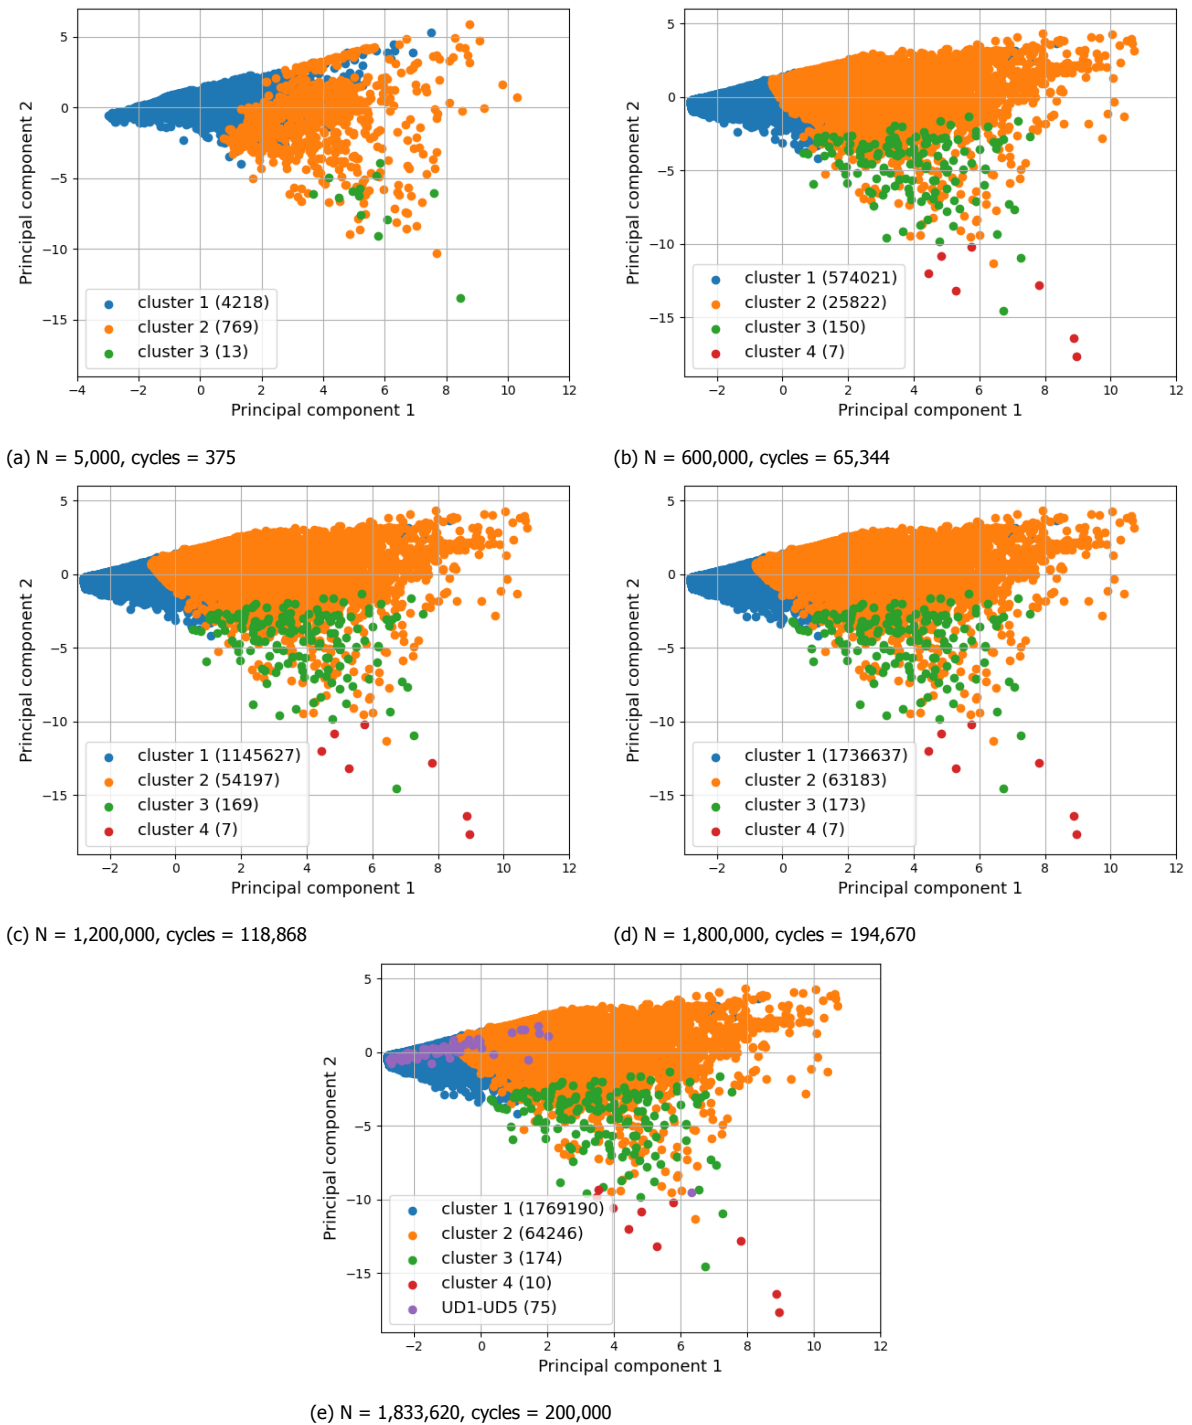 5
0
−5
−10
−15
−4
−2
0
2
4
6
8
10
12
Principal component 2
Principal component 1
cluster 1 (4218)
cluster 2 (769)
cluster 3 (13)
(a) N = 5,000, cycles = 375
5
0
−5
−10
−15
−2
0
2
4
6
8
10
12
Principal component 2
Principal component 1
cluster 1 (574021)
cluster 2 (25822)
cluster 3 (150)
cluster 4 (7)
(b) N = 600,000, cycles = 65,344
5
0
−5
−10
−15
−2
0
2
4
6
8
10
12
Principal component 2
Principal component 1
cluster 1 (1145627)
cluster 2 (54197)
cluster 3 (169)
cluster 4 (7)
(c) N = 1,200,000, cycles = 118,868
5
0
−5
−10
−15
−2
0
2
4
6
8
10
12
Principal component 2
Principal component 1
cluster 1 (1736637)
cluster 2 (63183)
cluster 3 (173)
cluster 4 (7)
(d) N = 1,800,000, cycles = 194,670
5
0
−5
−10
−15
−2
0
2
4
6
8
10
12
Principal component 2
Principal component 1
cluster 1 (1769190)
cluster 2 (64246)
cluster 3 (174)
cluster 4 (10)
UD1-UD5 (75)
(e) N = 1,833,620, cycles = 200,000